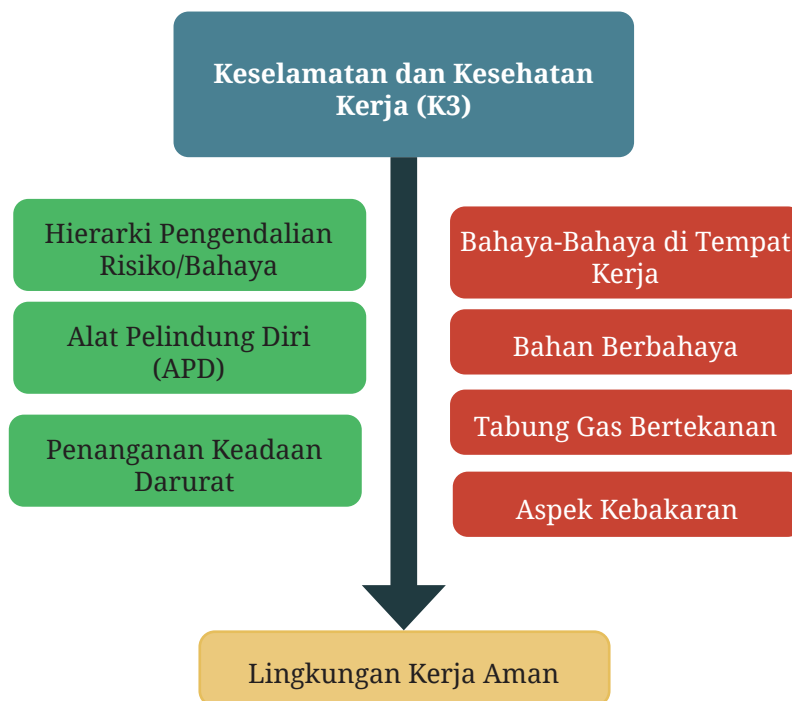 Keselamatan dan Kesehatan
Kerja (K3)
Hierarki Pengendalian
Risiko/Bahaya
Alat Pelindung Diri
(APD)
Penanganan Keadaan
Darurat
Bahaya-Bahaya di Tempat
Kerja
Bahan Berbahaya
Tabung Gas Bertekanan
Aspek Kebakaran
Lingkungan Kerja Aman